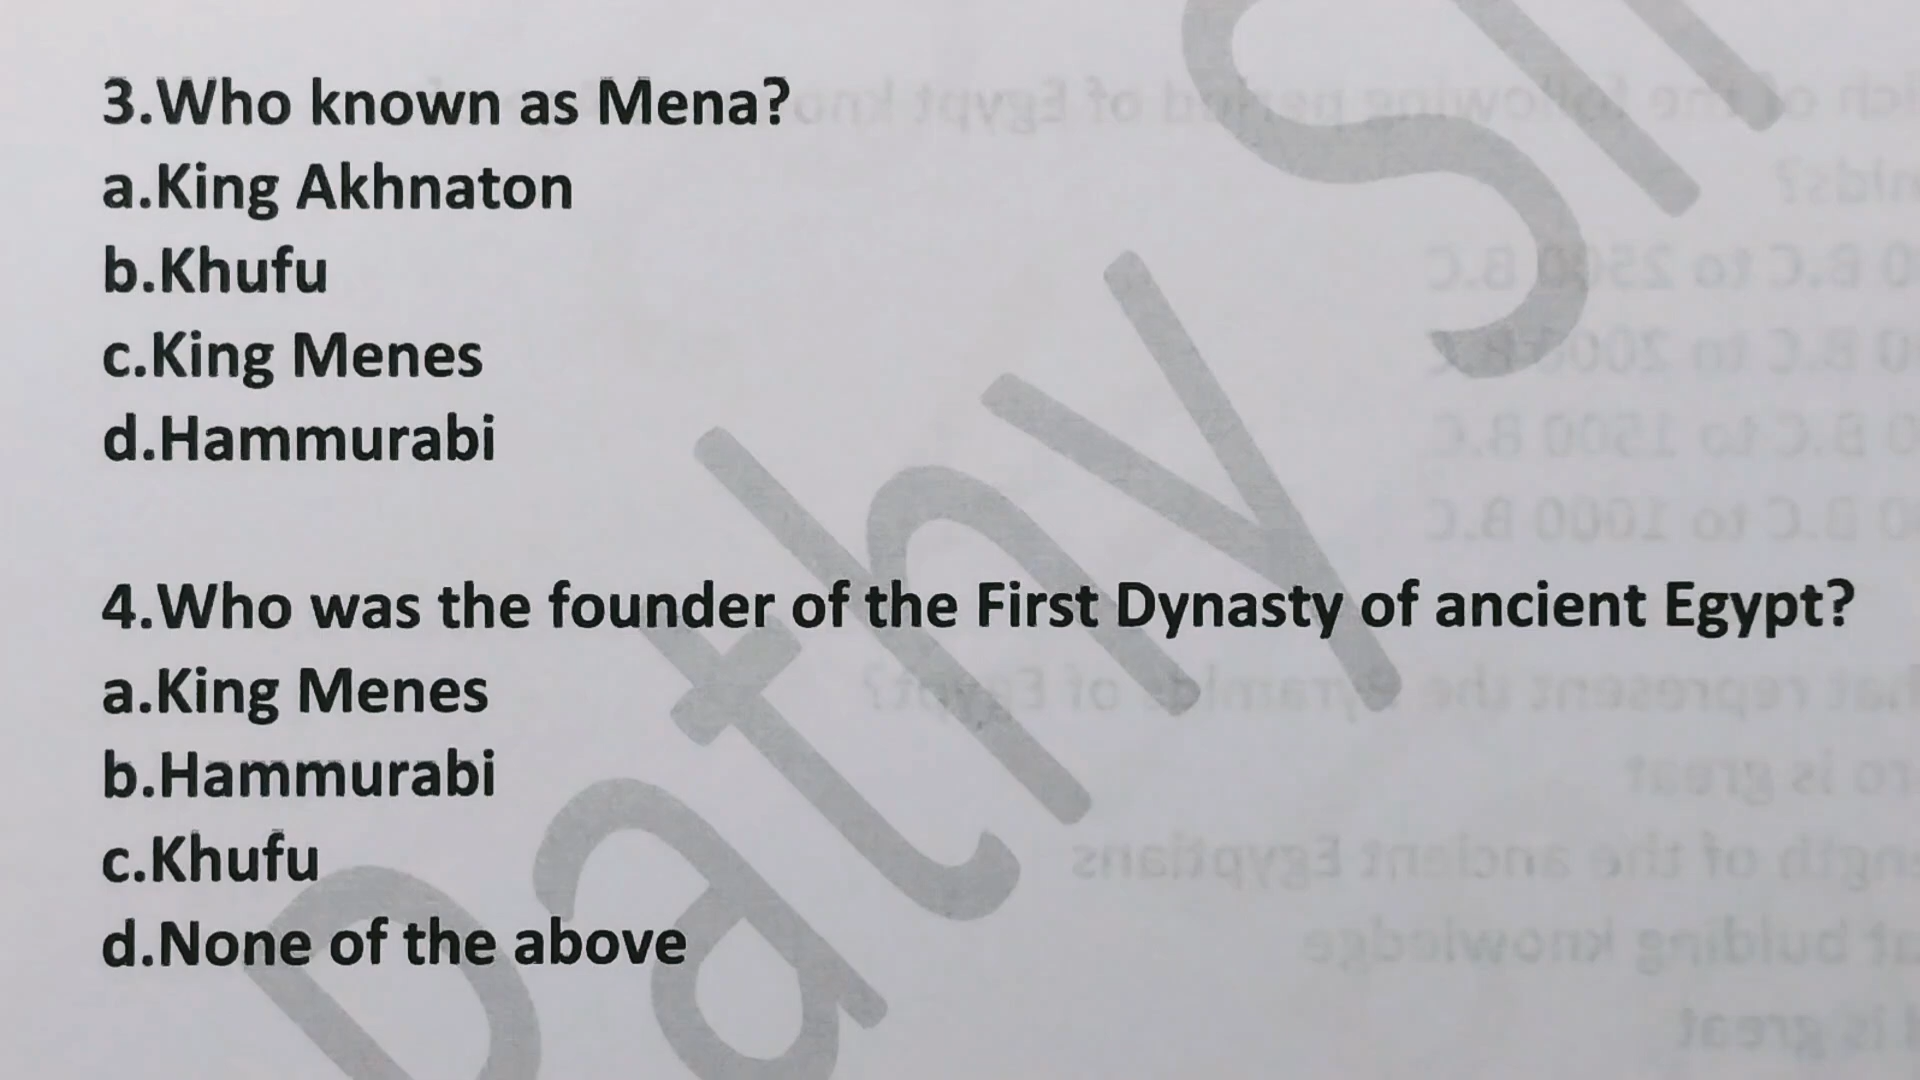 3.Who known as Mena?
a.King Akhnaton
b.Khufu
c.King Menes
d.Hammurabi
4.Who was the founder of the First Dynasty of ancient Egypt?
a.King Menes
b.Hammurabi
c.Khufu
d.None of the above
Pathy